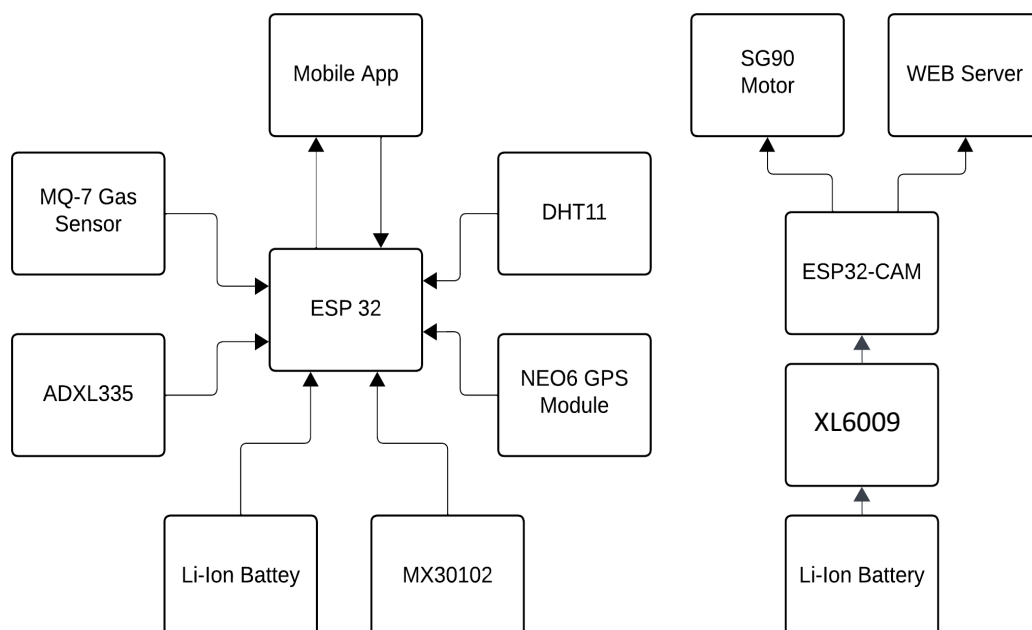 Mobile App
SG90
Motor
WEB Server
MQ-7 Gas
Sensor
DHT11
ESP32-CAM
ESP 32
ADXL335
NEO6 GPS
Module
XL6009
Li-Ion Battey
MX30102
Li-Ion Battery